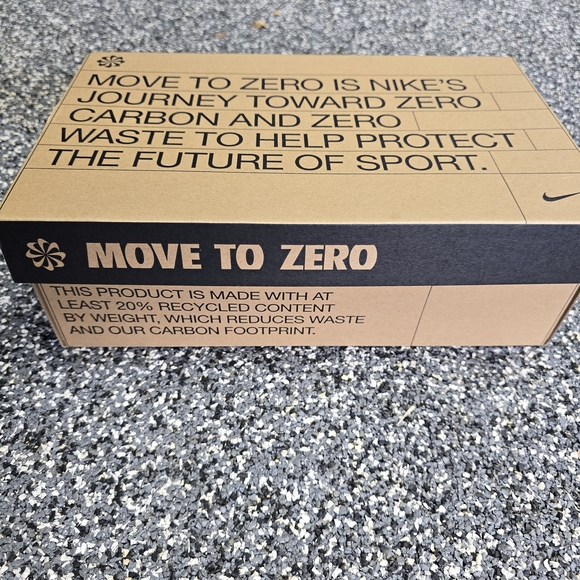 MOVE TO ZERO IS NIKE'S
JOURNEY TOWARD ZERO
CARBON AND ZERO
WASTE TO HELP PROTECT
THE FUTURE OF SPORT.
MOVE TO ZERO
THIS PRODUCT IS MADE WITH AT
LEAST 20% RECYCLED CONTENT
BY WEIGHT, WHICH REDUCES WASTE
AND OUR CARBON FOOTPRINT.